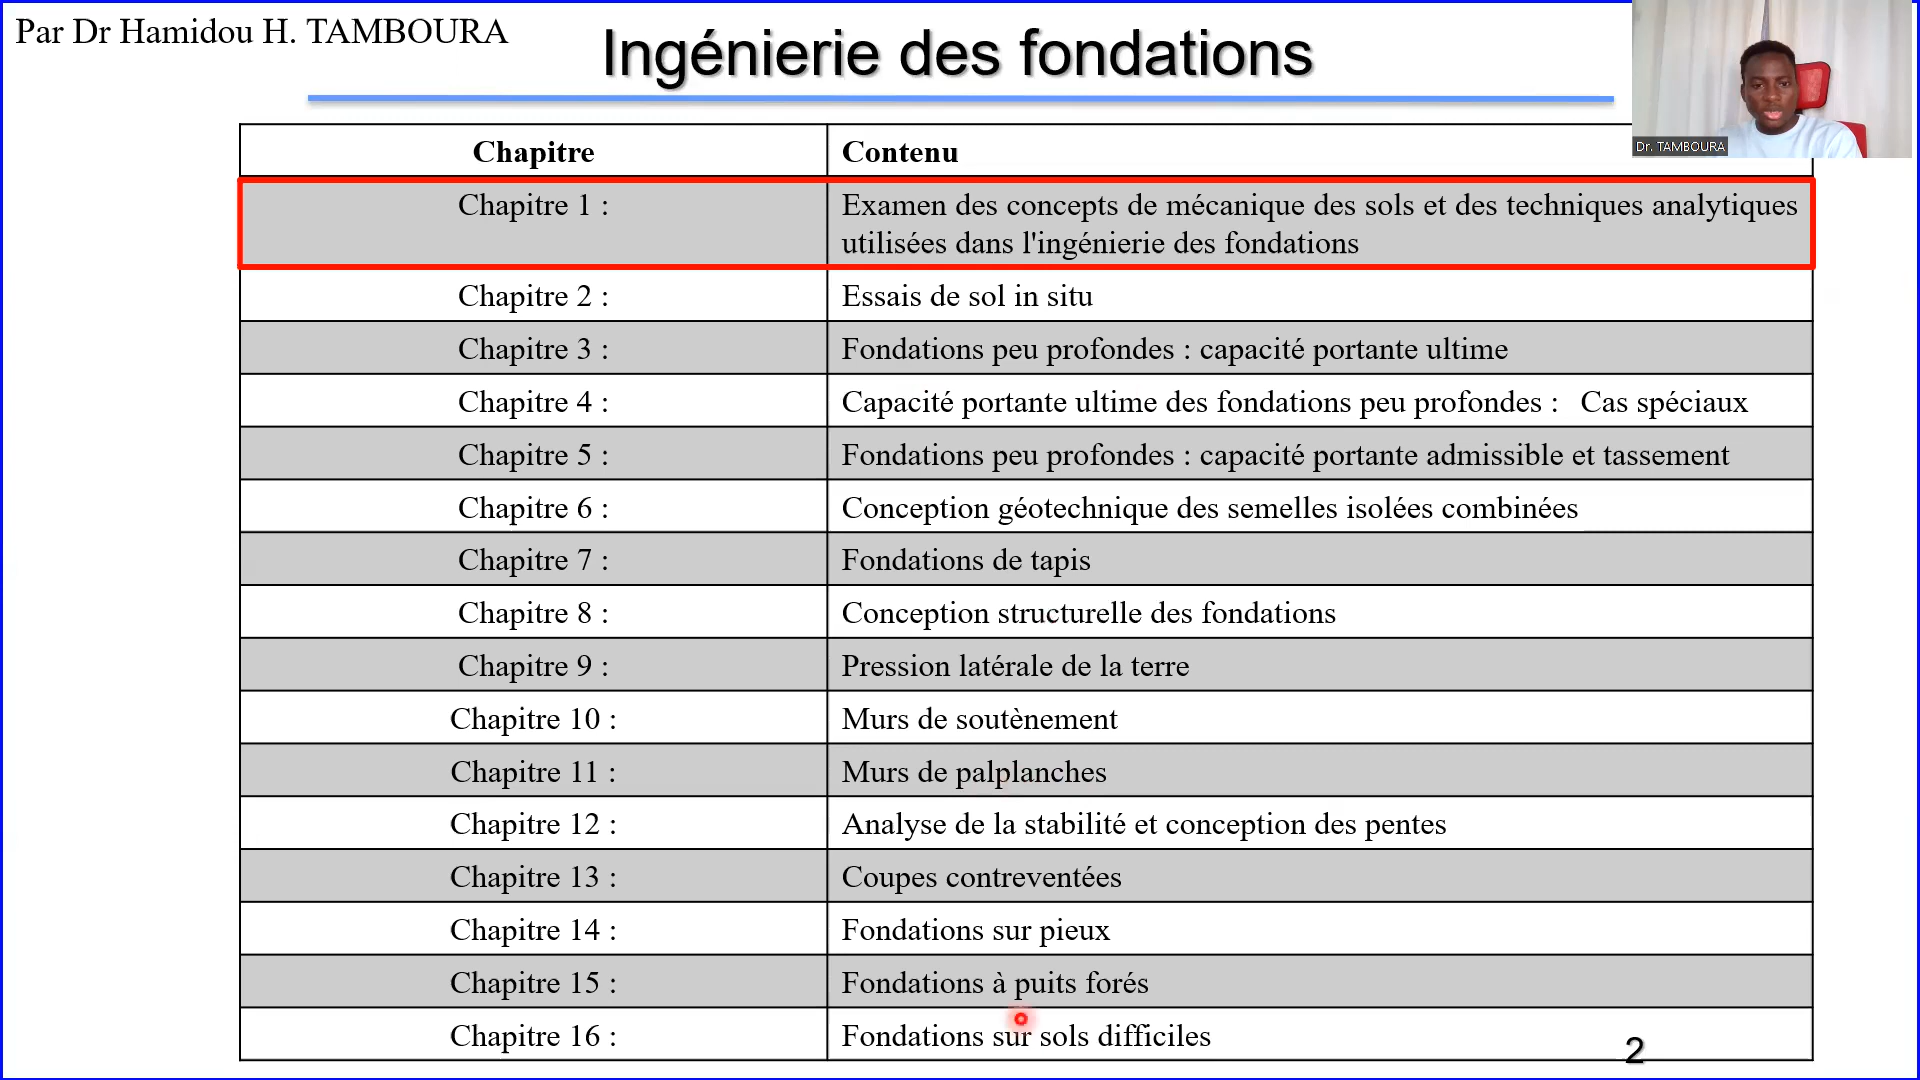 Par Dr Hamidou H. TAMBOURA
Ingénierie des fondations
Dr. TAMBOURA
Chapitre Contenu
Chapitre 1 : Examen des concepts de mécanique des sols et des techniques analytiques
utilisées dans l'ingénierie des fondations
Chapitre 2 : Essais de sol in situ
Chapitre 3 : Fondations peu profondes : capacité portante ultime
Chapitre 4 : Capacité portante ultime des fondations peu profondes : Cas spéciaux
Chapitre 5 : Fondations peu profondes : capacité portante admissible et tassement
Chapitre 6 : Conception géotechnique des semelles isolées combinées
Chapitre 7 : Fondations de tapis
Chapitre 8 : Conception structurelle des fondations
Chapitre 9 : Pression latérale de la terre
Chapitre 10 : Murs de soutènement
Chapitre 11 : Murs de palplanches
Chapitre 12 : Analyse de la stabilité et conception des pentes
Chapitre 13 : Coupes contreventées
Chapitre 14 : Fondations sur pieux
Chapitre 15 : Fondations à puits forés
Chapitre 16 : Fondations sur sols difficiles
2